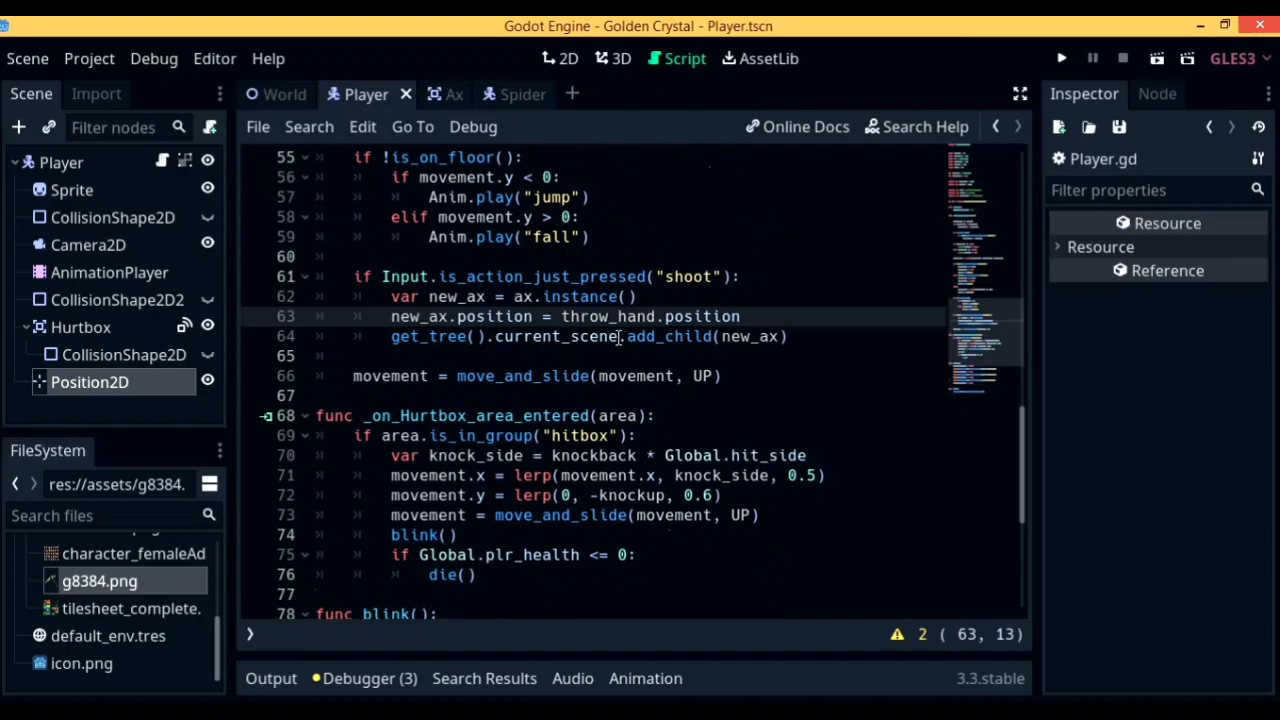 Godot Engine - Golden Crystal - Player.tscn
Scene Project Debug Editor Help
2D 3D Script AssetLib
GLES3
Scene Import
World Player Ax Spider
Inspector Node
Filter nodes
File Search Edit Go To Debug
Online Docs Search Help
Player.gd
Filter properties
Resource
Resource
Reference
Player
Sprite
CollisionShape2D
Camera2D
AnimationPlayer
CollisionShape2D2
Hurtbox
CollisionShape2D
Position2D
55 if !is_on_floor():
56 if movement.y < 0:
57 Anim.play("jump")
58 elif movement.y > 0:
59 Anim.play("fall")
60
61 if Input.is_action_just_pressed("shoot"):
62 var new_ax = ax.instance()
63 new_ax.position = throw_hand.position
64 get_tree().current_scene.add_child(new_ax)
65
66 movement = move_and_slide(movement, UP)
67
68 func _on_Hurtbox_area_entered(area):
69 if area.is_in_group("hitbox"):
70 var knock_side = knockback * Global.hit_side
71 movement.x = lerp(movement.x, knock_side, 0.5)
72 movement.y = lerp(0, -knockup, 0.6)
73 movement = move_and_slide(movement, UP)
74 blink()
75 if Global.plr_health <= 0:
76 die()
77
78 func blink():
FileSystem
res://assets/g8384.
Search files
character_femaleAd
g8384.png
tilesheet_complete.
default_env.tres
icon.png
2 ( 63, 13)
Output Debugger (3) Search Results Audio Animation
3.3.stable